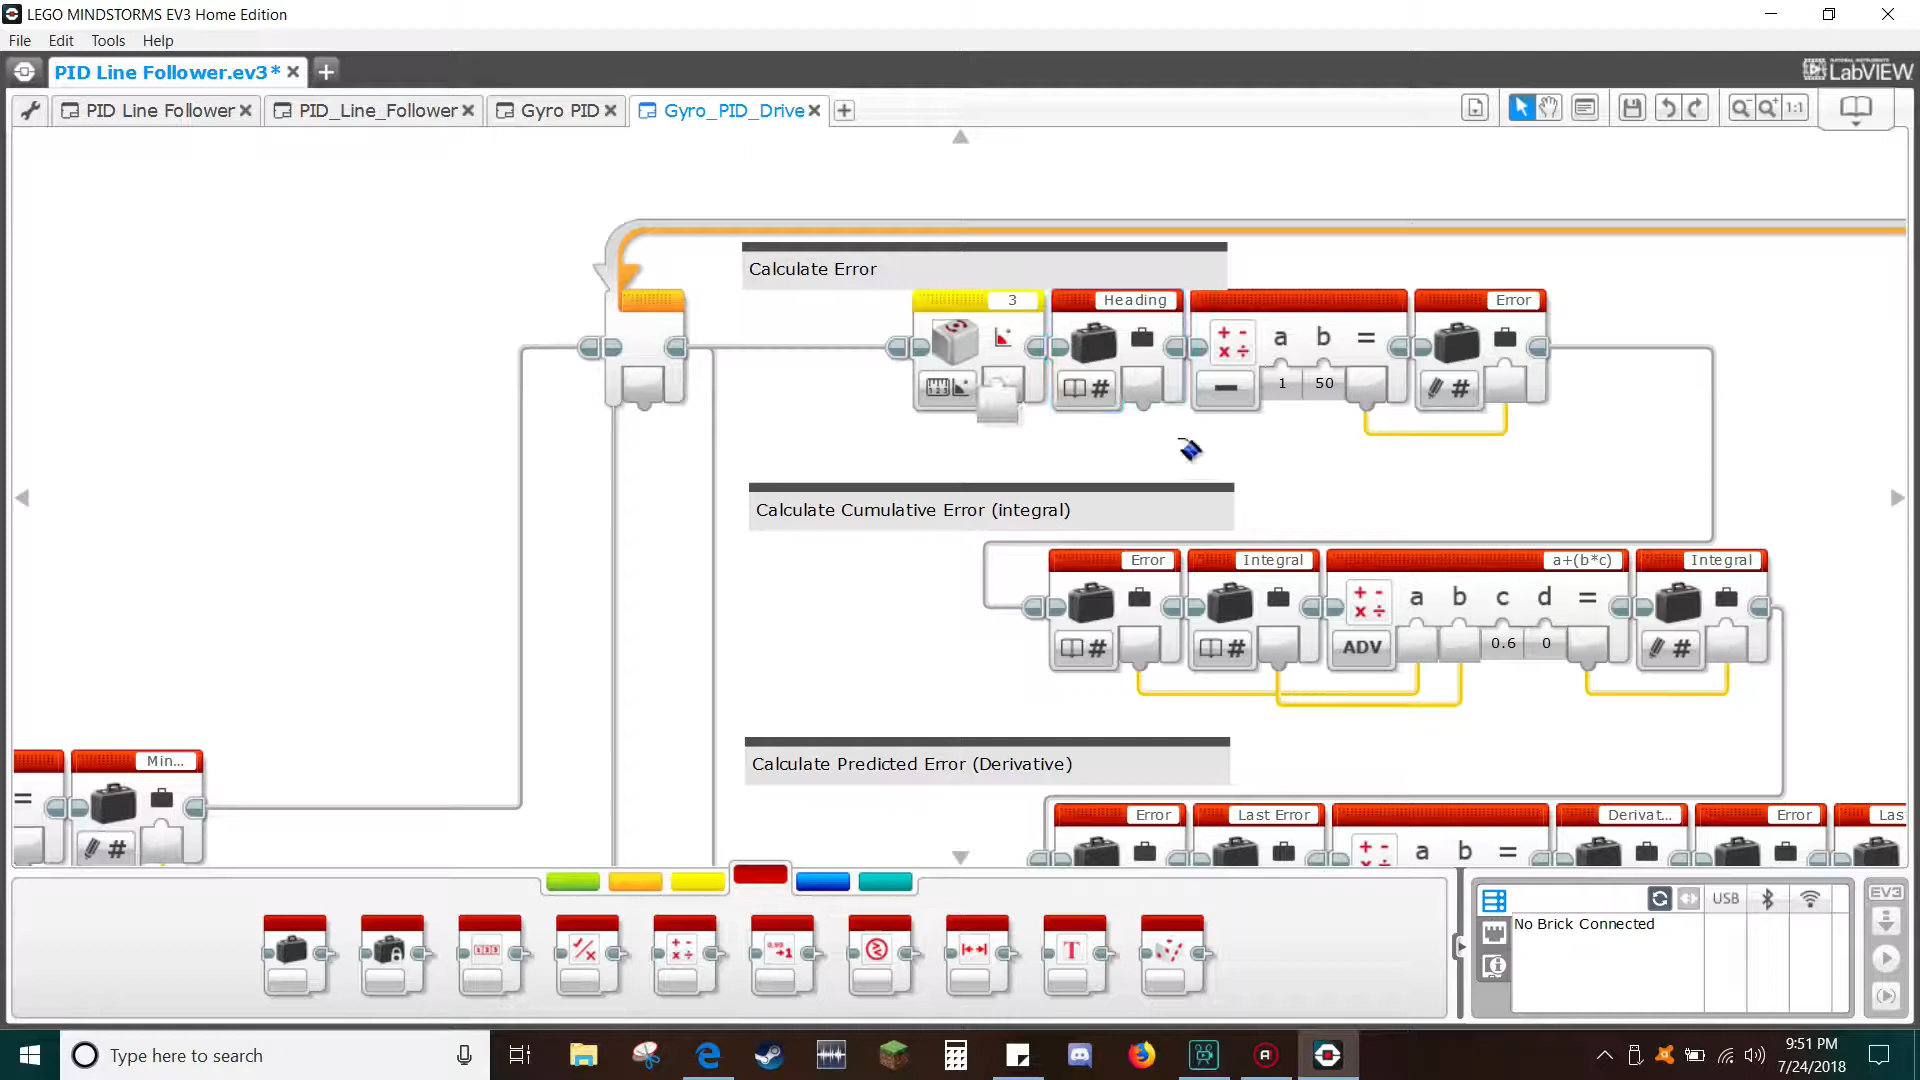 LEGO MINDSTORMS EV3 Home Edition
File Edit Tools Help
PID Line Follower.ev3*
LabVIEW
PID Line Follower PID_Line_Follower Gyro PID Gyro_PID_Drive
1:1
Calculate Error
3 Heading Error
a b =
# 1 50 #
Calculate Cumulative Error (integral)
Error Integral a+(b*c) Integral
a b c d =
# # ADV 0.6 0 #
Calculate Predicted Error (Derivative)
Min...
Error Last Error Derivat... Error Las
= a b =
#
USB EV3
No Brick Connected
T
Type here to search
9:51 PM
7/24/2018